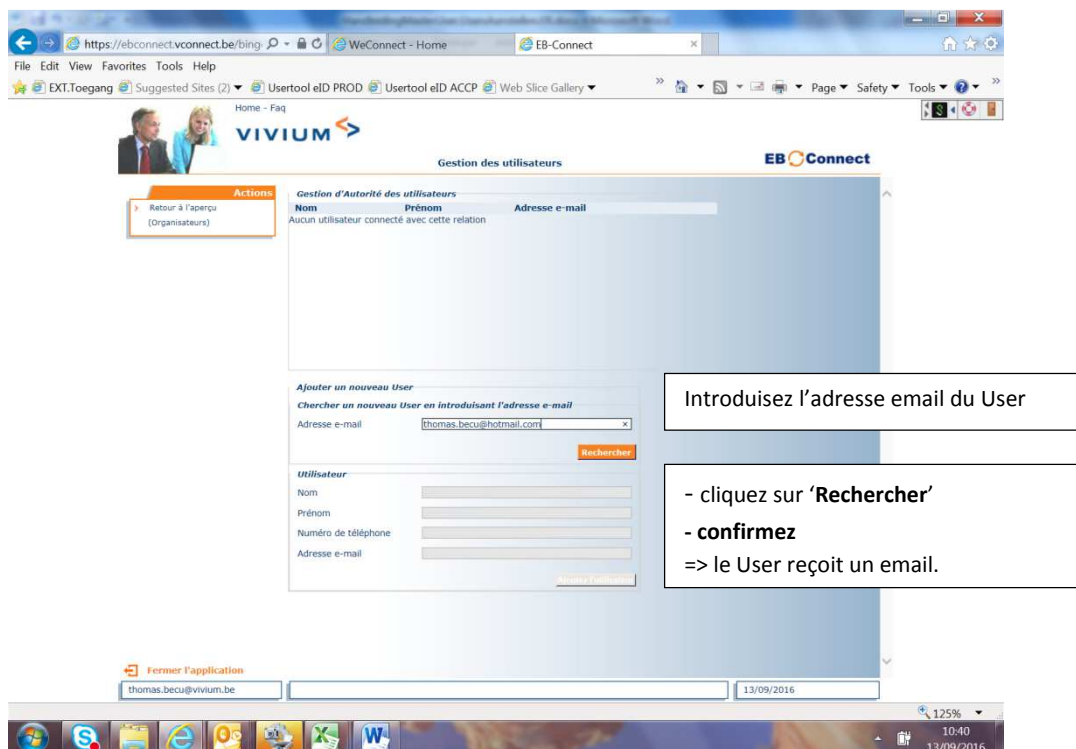 https://ebconnect.vconnect.be/bing
WeConnect - Home
EB-Connect
File Edit View Favorites Tools Help
EXT.Toegang Suggested Sites (2) Usertool eID PROD Usertool eID ACCP Web Slice Gallery
Page Safety Tools
Home - Faq
VIVIUM
Gestion des utilisateurs
EB Connect
Actions
Retour à l'aperçu
(Organisateurs)
Gestion d'Autorité des utilisateurs
Nom Prénom Adresse e-mail
Aucun utilisateur connecté avec cette relation
Ajouter un nouveau User
Chercher un nouveau User en introduisant l'adresse e-mail
Adresse e-mail thomas.becu@hotmail.com
Rechercher
Utilisateur
Nom
Prénom
Numéro de téléphone
Adresse e-mail
Ajouter l'utilisateur
Introduisez l'adresse email du User
- cliquez sur ‘Rechercher’
- confirmez
=> le User reçoit un email.
Fermer l'application
thomas.becu@vivium.be
13/09/2016
125%
10:40
13/09/2016